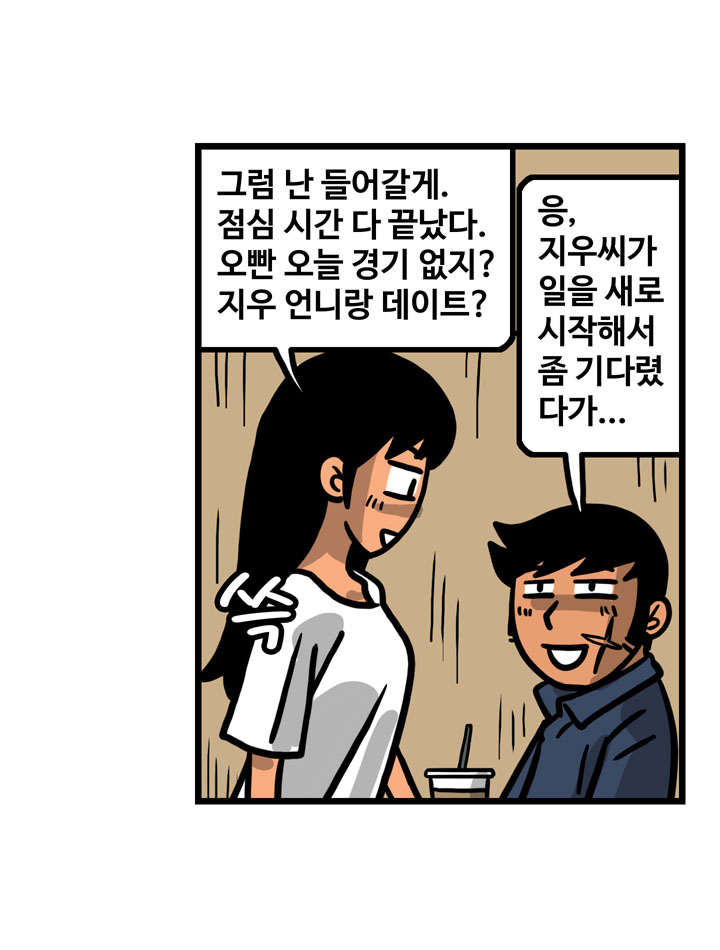 그럼 난 들어갈게.
점심 시간 다 끝났다.
오빤 오늘 경기 없지?
지우 언니랑 데이트?
응,
지우씨가
일을 새로
시작해서
좀 기다렸
다가...
쓱